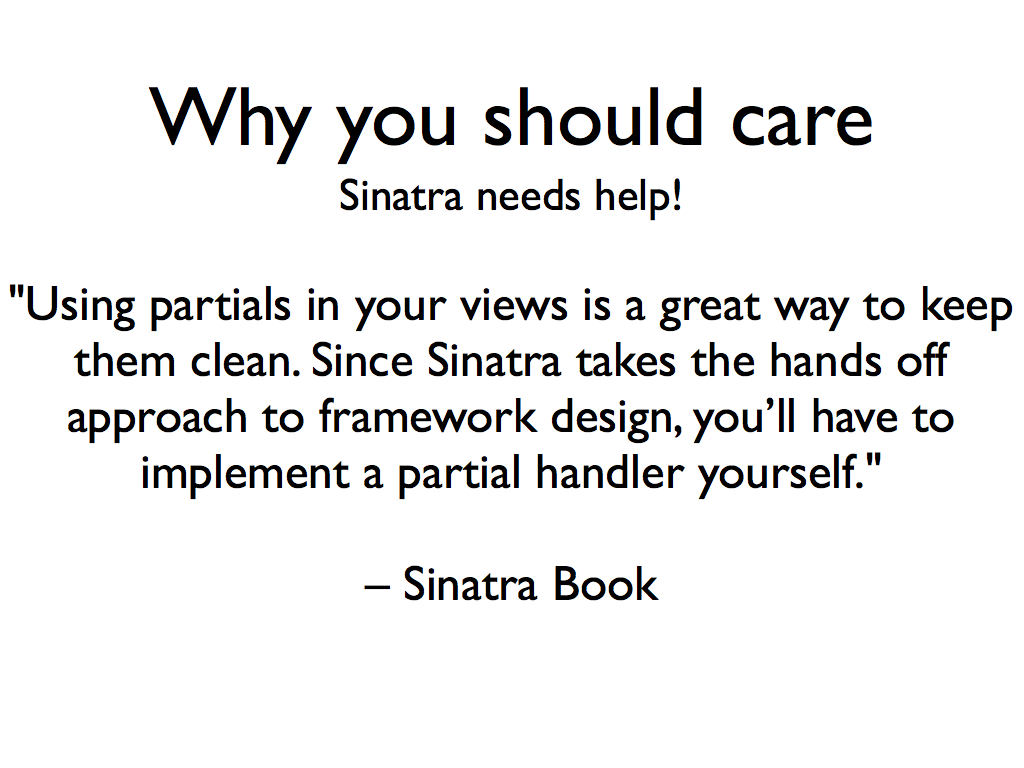 Why you should care
Sinatra needs help!
"Using partials in your views is a great way to keep
them clean. Since Sinatra takes the hands off
approach to framework design, you’ll have to
implement a partial handler yourself."
– Sinatra Book